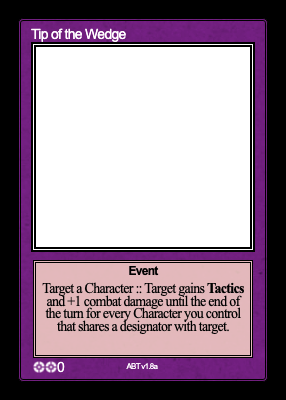 Tip of the Wedge
Event
Target a Character :: Target gains Tactics
and +1 combat damage until the end of
the turn for every Character you control
that shares a designator with target.
0
ABT v1.8a